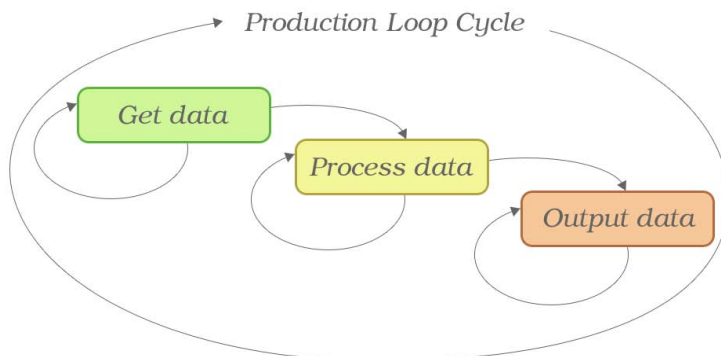 Production Loop Cycle
Get data
Process data
Output data